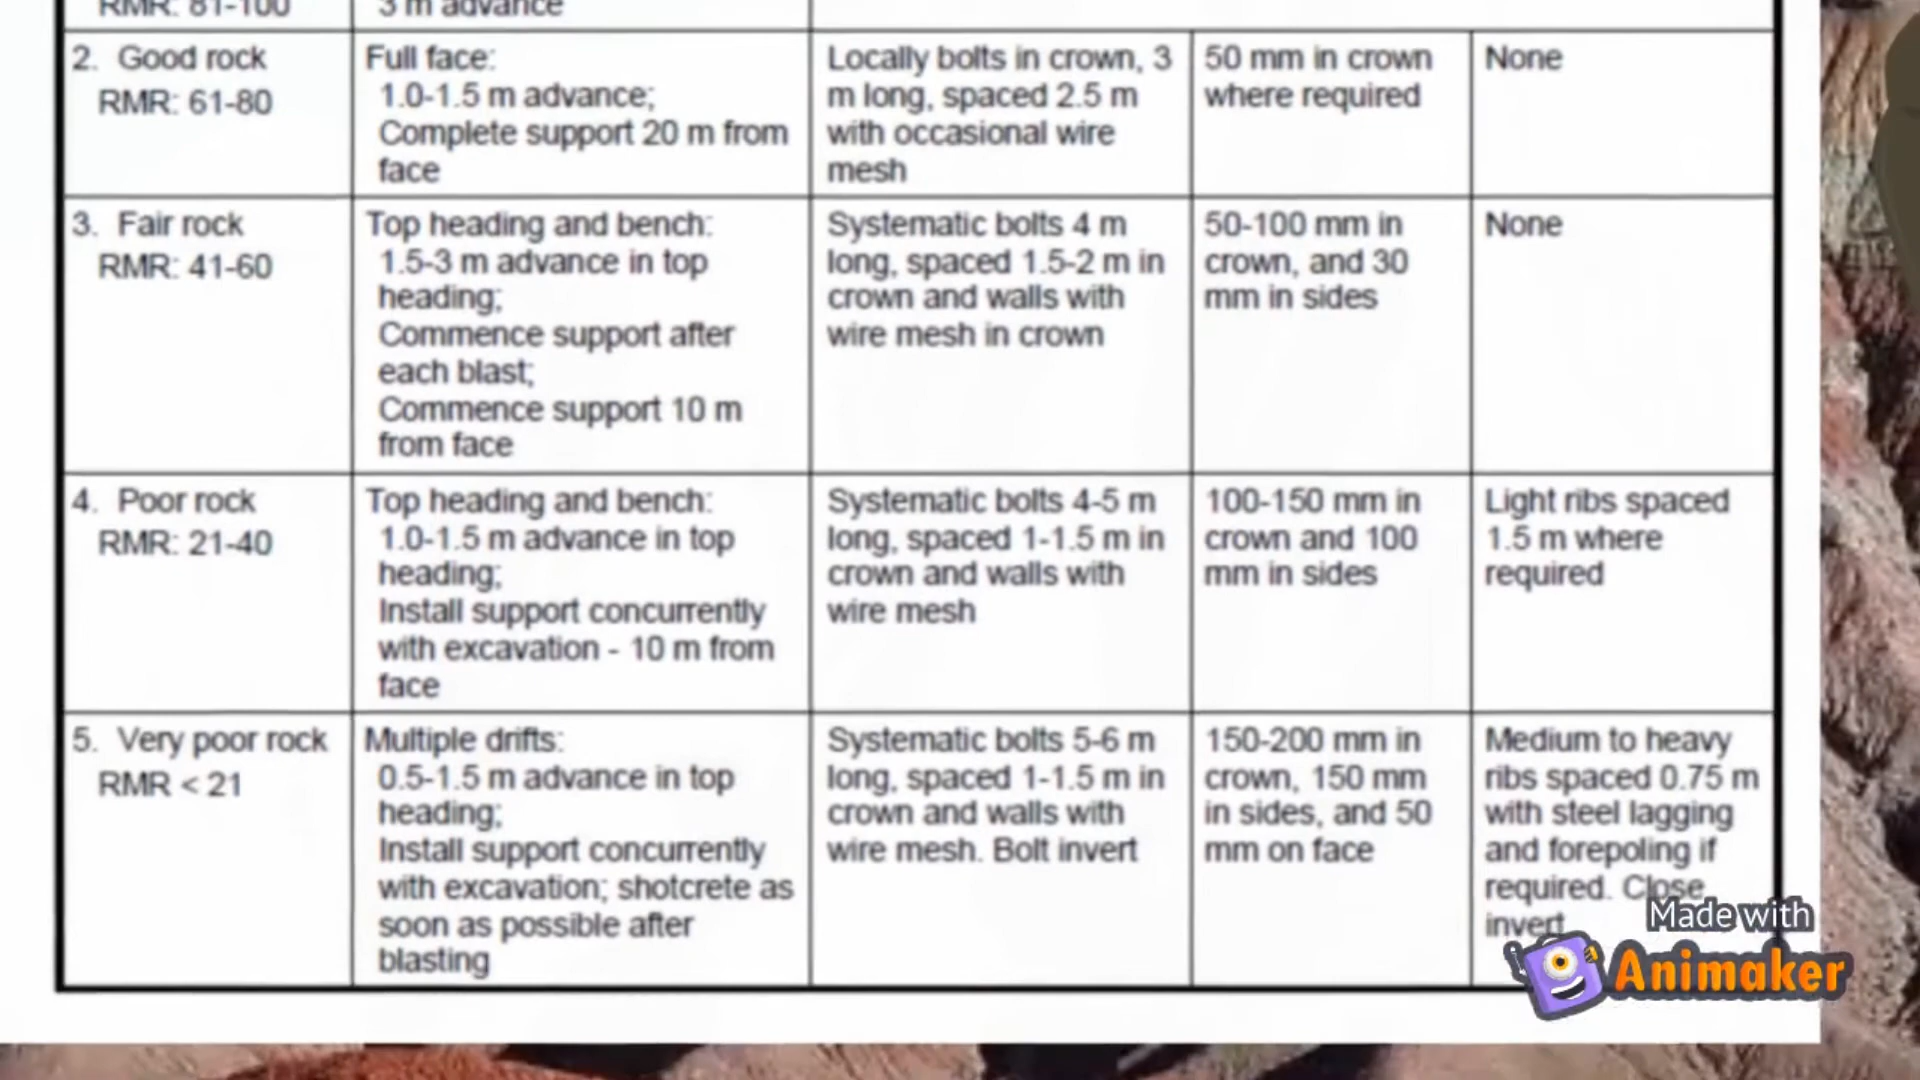 RMR: 81-100
3 m advance
2. Good rock
RMR: 61-80
Full face:
1.0-1.5 m advance;
Complete support 20 m from
face
Locally bolts in crown, 3
m long, spaced 2.5 m
with occasional wire
mesh
50 mm in crown
where required
None
3. Fair rock
RMR: 41-60
Top heading and bench:
1.5-3 m advance in top
heading;
Commence support after
each blast;
Commence support 10 m
from face
Systematic bolts 4 m
long, spaced 1.5-2 m in
crown and walls with
wire mesh in crown
50-100 mm in
crown, and 30
mm in sides
None
4. Poor rock
RMR: 21-40
Top heading and bench:
1.0-1.5 m advance in top
heading;
Install support concurrently
with excavation - 10 m from
face
Systematic bolts 4-5 m
long, spaced 1-1.5 m in
crown and walls with
wire mesh
100-150 mm in
crown and 100
mm in sides
Light ribs spaced
1.5 m where
required
5. Very poor rock
RMR < 21
Multiple drifts:
0.5-1.5 m advance in top
heading;
Install support concurrently
with excavation; shotcrete as
soon as possible after
blasting
Systematic bolts 5-6 m
long, spaced 1-1.5 m in
crown and walls with
wire mesh. Bolt invert
150-200 mm in
crown, 150 mm
in sides, and 50
mm on face
Medium to heavy
ribs spaced 0.75 m
with steel lagging
and forepoling if
required. Close
invert
Made with
Animaker